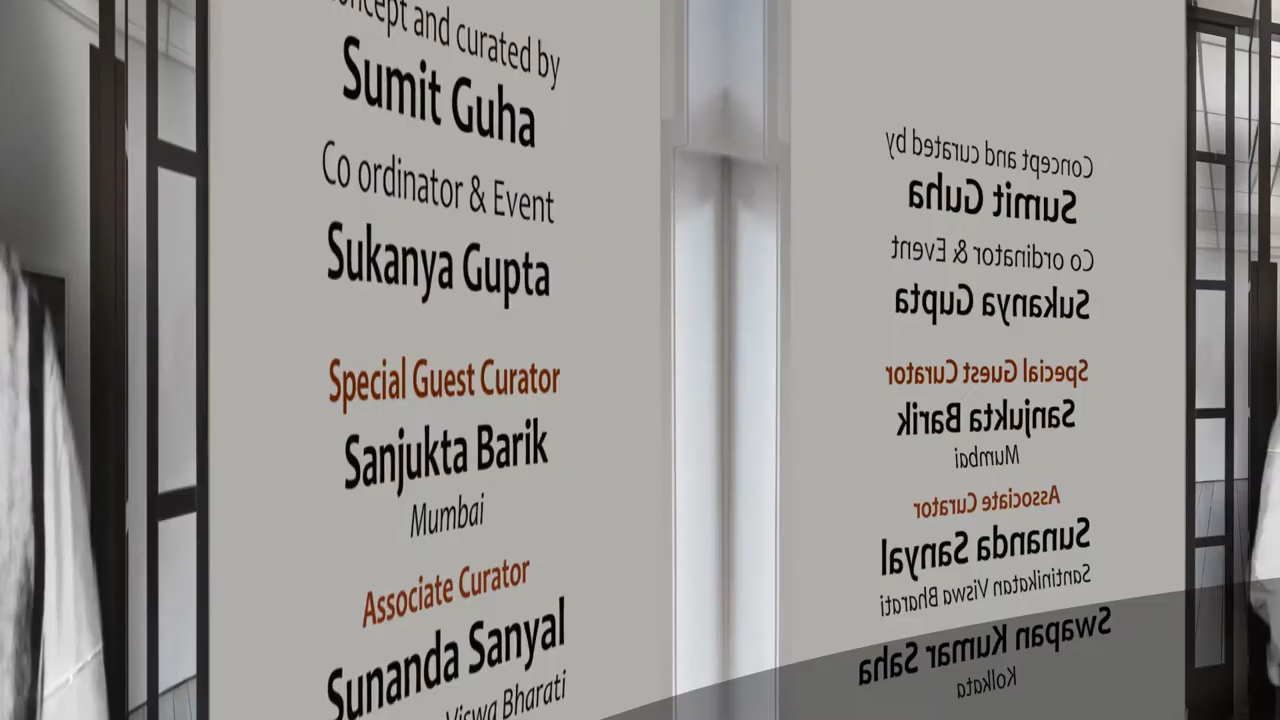 oncept and curated by
Sumit Guha
Co ordinator & Event
Sukanya Gupta
Special Guest Curator
Sanjukta Barik
Mumbai
Associate Curator
Sunanda Sanyal
Viswa Bharati
Concept and curated by
Sumit Guha
Co ordinator & Event
Sukanya Gupta
Special Guest Curator
Sanjukta Barik
Mumbai
Associate Curator
Sunanda Sanyal
Santinikatan Viswa Bharati
Swapan Kumar Saha
Kolkata